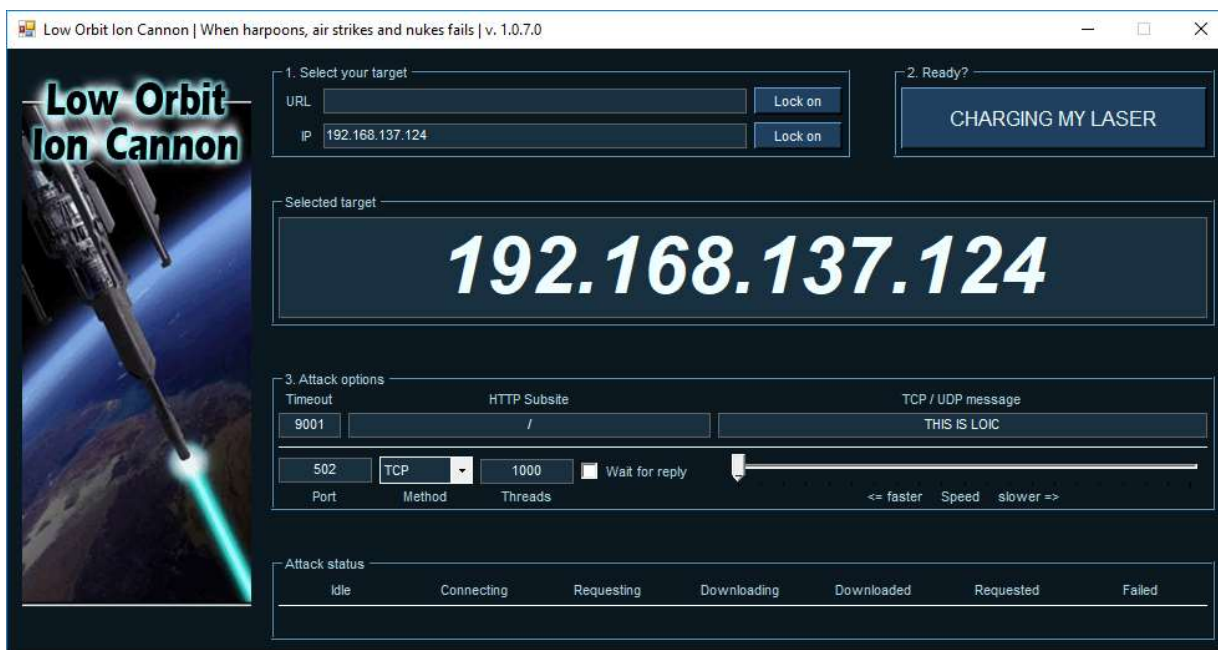 Low Orbit Ion Cannon | When harpoons, air strikes and nukes fails | v. 1.0.7.0
Low Orbit
Ion Cannon
1. Select your target
URL Lock on
IP 192.168.137.124 Lock on
2. Ready?
CHARGING MY LASER
Selected target
192.168.137.124
3. Attack options
Timeout HTTP Subsite TCP / UDP message
9001 / THIS IS LOIC
502 TCP 1000 Wait for reply
Port Method Threads <= faster Speed slower =>
Attack status
Idle Connecting Requesting Downloading Downloaded Requested Failed